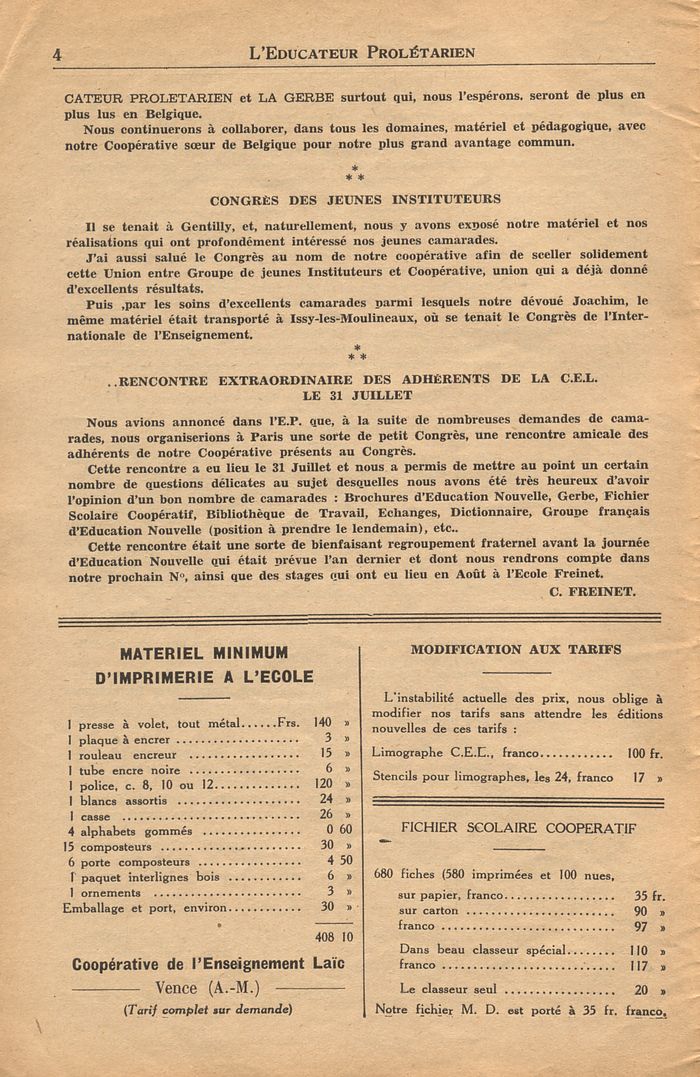 4
L'Educateur Prolétarien
CATEUR PROLETARIEN et LA GERBE surtout qui, nous l'espérons. seront de plus en
plus lus en Belgique.
Nous continuerons à collaborer, dans tous les domaines, matériel et pédagogique, avec
notre Coopérative sœur de Belgique pour notre plus grand avantage commun.
*
* *
CONGRÈS DES JEUNES INSTITUTEURS
Il se tenait à Gentilly, et, naturellement, nous y avons exposé notre matériel et nos
réalisations qui ont profondément intéressé nos jeunes camarades.
J'ai aussi salué le Congrès au nom de notre coopérative afin de sceller solidement
cette Union entre Groupe de jeunes Instituteurs et Coopérative, union qui a déjà donné
d'excellents résultats.
Puis ,par les soins d'excellents camarades parmi lesquels notre dévoué Joachim, le
même matériel était transporté à Issy-les-Moulineaux, où se tenait le Congrès de l'Inter-
nationale de l'Enseignement.
*
* *
..RENCONTRE EXTRAORDINAIRE DES ADHÉRENTS DE LA C.E.L.
LE 31 JUILLET
Nous avions annoncé dans l'E.P. que, à la suite de nombreuses demandes de cama-
rades, nous organiserions à Paris une sorte de petit Congrès, une rencontre amicale des
adhérents de notre Coopérative présents au Congrès.
Cette rencontre a eu lieu le 31 Juillet et nous a permis de mettre au point un certain
nombre de questions délicates au sujet desquelles nous avons été très heureux d'avoir
l'opinion d'un bon nombre de camarades : Brochures d'Education Nouvelle, Gerbe, Fichier
Scolaire Coopératif, Bibliothèque de Travail, Echanges, Dictionnaire, Groupe français
d'Education Nouvelle (position à prendre le lendemain), etc..
Cette rencontre était une sorte de bienfaisant regroupement fraternel avant la journée
d'Education Nouvelle qui était prévue l'an dernier et dont nous rendrons compte dans
notre prochain N°, ainsi que des stages qui ont eu lieu en Août à l'Ecole Freinet.
C. FREINET.
MATERIEL MINIMUM
D'IMPRIMERIE A L'ECOLE
1 presse à volet, tout métal......Frs. 140 »
1 plaque à encrer .................... 3 »
1 rouleau encreur .................... 15 »
1 tube encre noire ................... 6 »
1 police, c. 8, 10 ou 12.............. 120 »
1 blancs assortis .................... 24 »
1 casse .............................. 26 »
4 alphabets gommés ................ 0 60
15 composteurs ...................... 30 »
6 porte composteurs ................. 4 50
1 paquet interlignes bois ............ 6 »
1 ornements ........................ 3 »
Emballage et port, environ............ 30 »
408 10
Coopérative de l'Enseignement Laïc
Vence (A.-M.)
(Tarif complet sur demande)
MODIFICATION AUX TARIFS
L'instabilité actuelle des prix, nous oblige à
modifier nos tarifs sans attendre les éditions
nouvelles de ces tarifs :
Limographe C.E.L., franco............ 100 fr.
Stencils pour limographes, les 24, franco 17 »
FICHIER SCOLAIRE COOPERATIF
680 fiches (580 imprimées et 100 nues,
sur papier, franco.................. 35 fr.
sur carton ........................ 90 »
franco ............................ 97 »
Dans beau classeur spécial........ 110 »
franco ............................ 117 »
Le classeur seul .................. 20 »
Notre fichier M. D. est porté à 35 fr. franco.